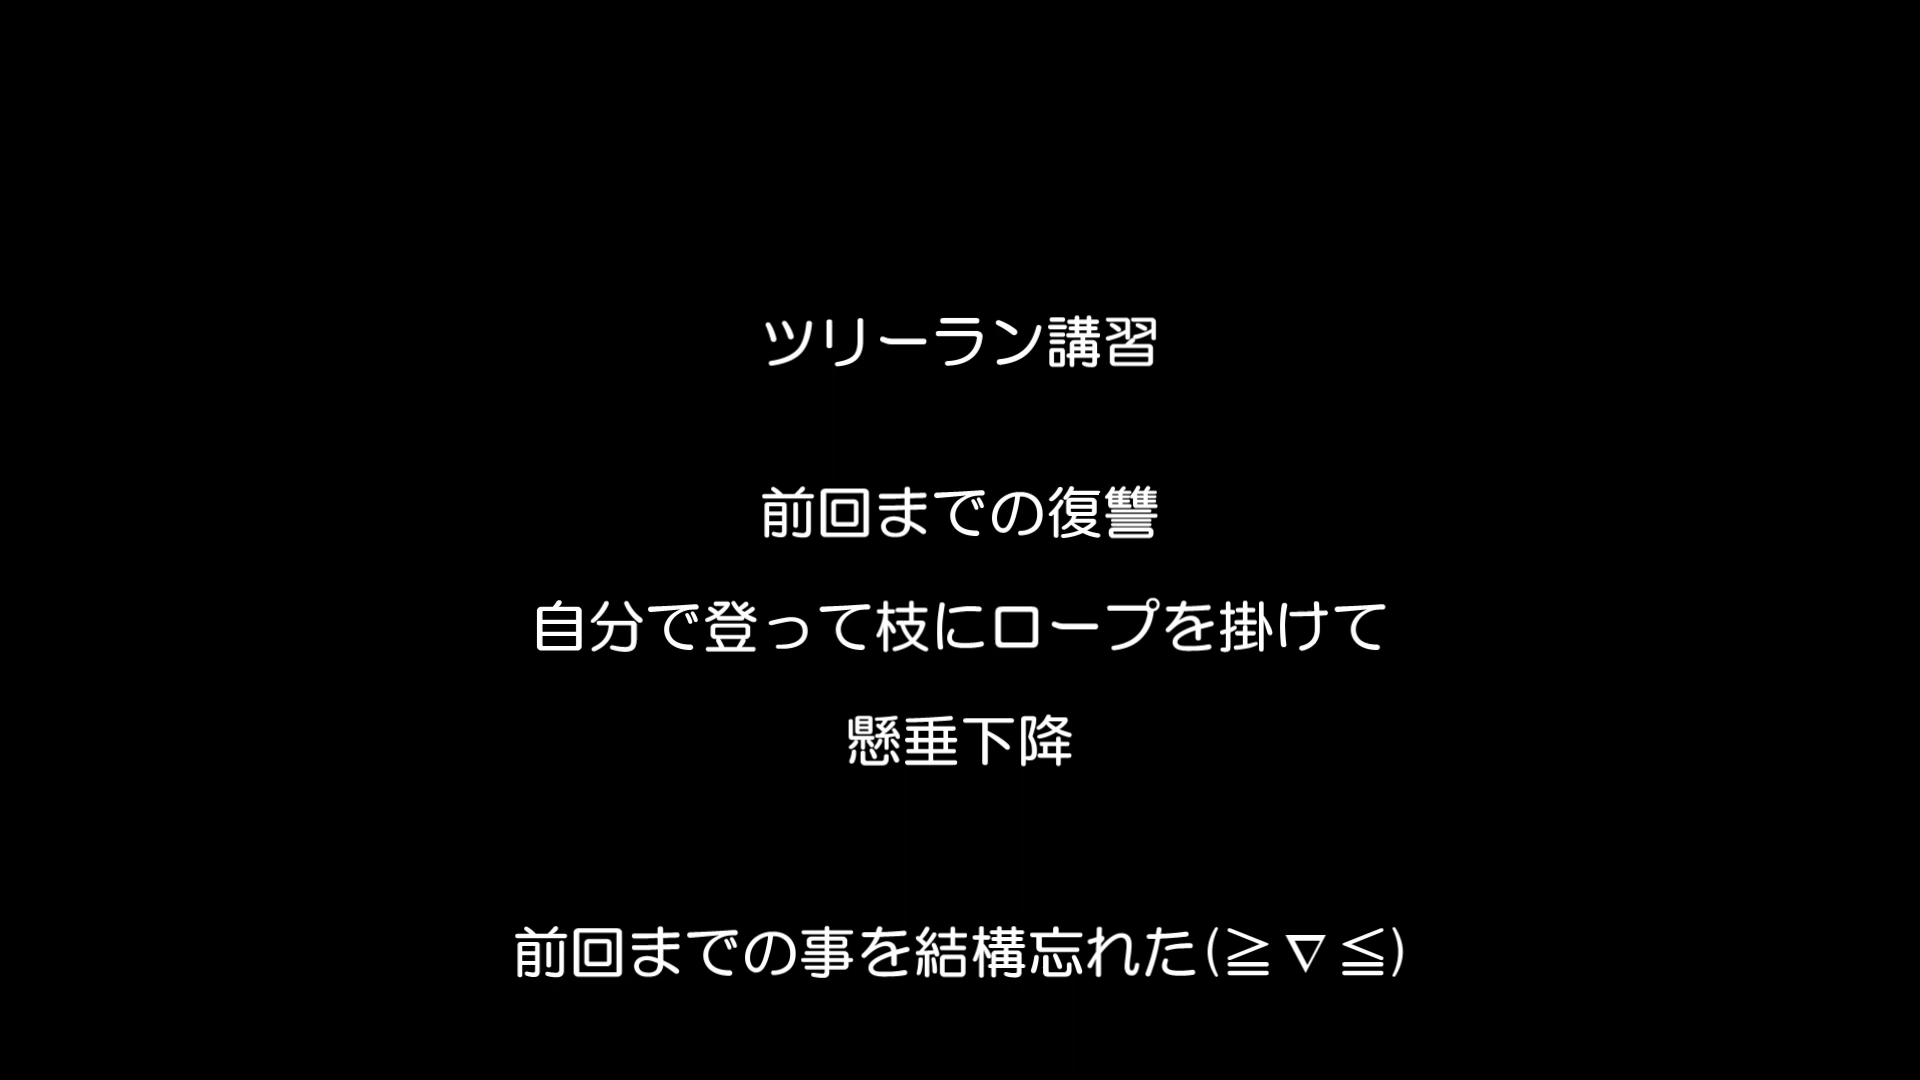 ツリーラン講習
前回までの復讐
自分で登って枝にロープを掛けて
懸垂下降
前回までの事を結構忘れた(≧▽≦)